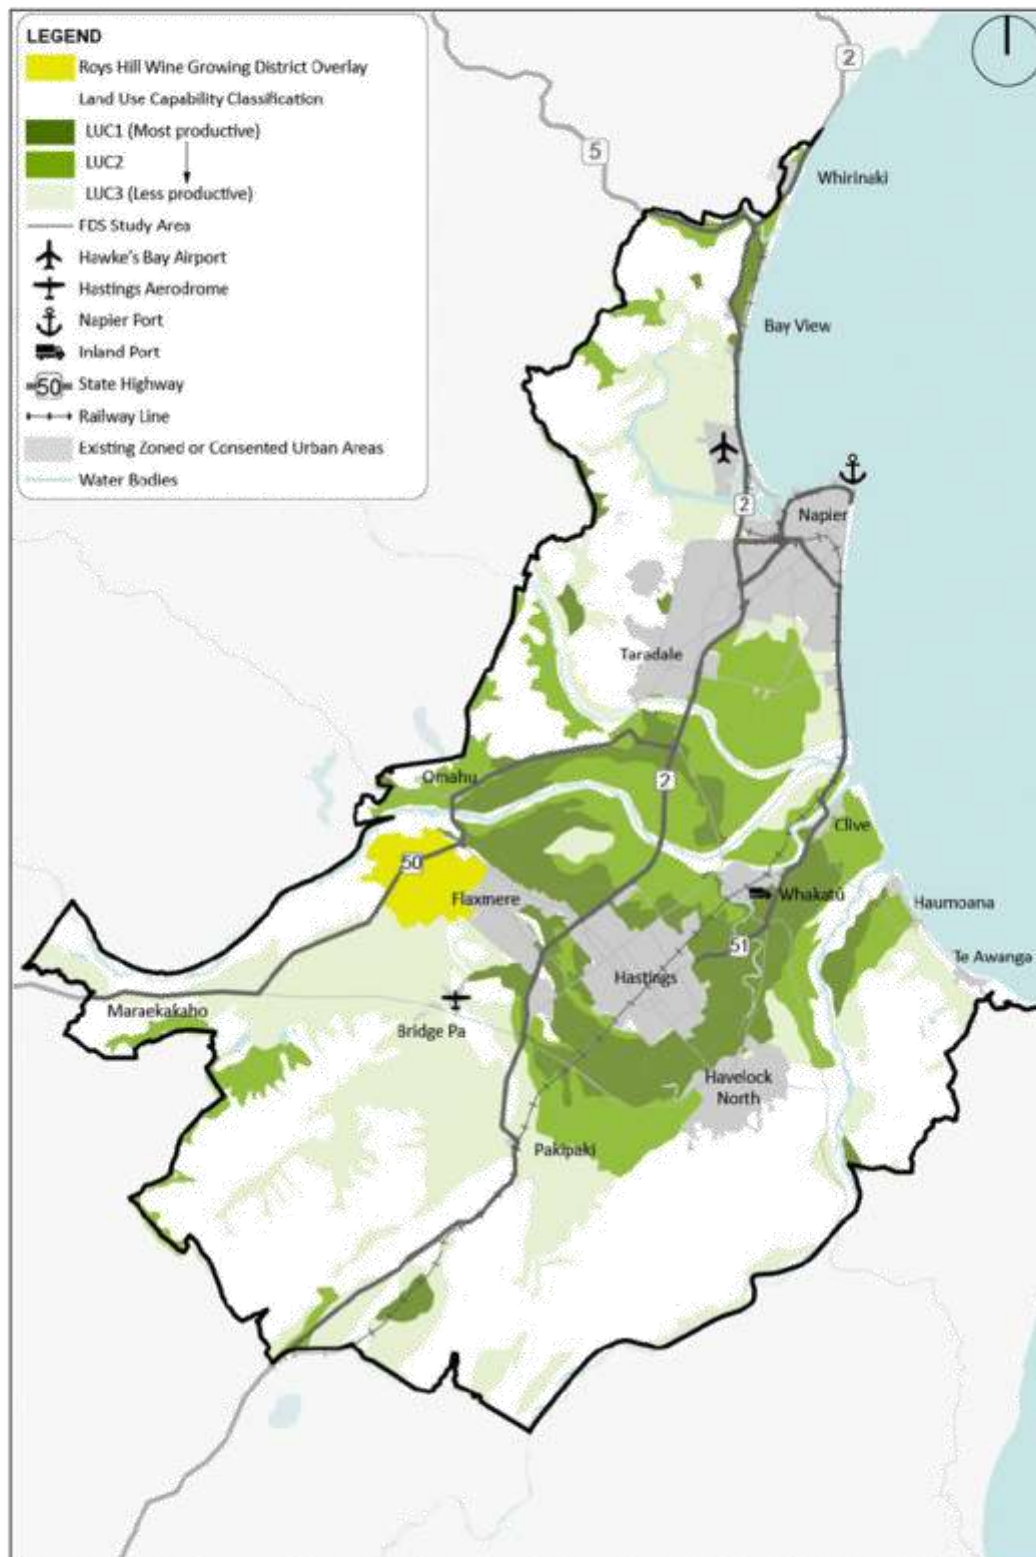 LEGEND
Roys Hill Wine Growing District Overlay
Land Use Capability Classification
LUC1 (Most productive)
LUC2
LUC3 (Less productive)
FDS Study Area
Hawke's Bay Airport
Hastings Aerodrome
Napier Port
Inland Port
50 State Highway
Railway Line
Existing Zoned or Consented Urban Areas
Water Bodies
2
5
Whirinaki
Bay View
2
Napier
Taradale
Omahu
2
Clive
50
Flaxmere
Whakatū
Haumoana
51
Te Awanga
Hastings
Maraekakaho
Bridge Pa
Havelock
North
Pakipaki